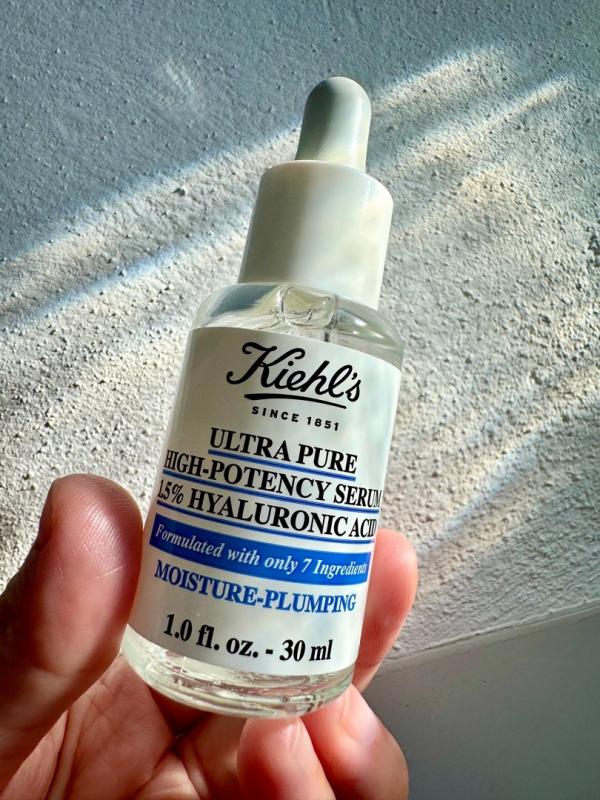 Kiehl's
SINCE 1851
ULTRA PURE
HIGH-POTENCY SERUM
1.5% HYALURONIC ACID
Formulated with only 7 Ingredients
MOISTURE-PLUMPING
1.0 fl. oz. - 30 ml